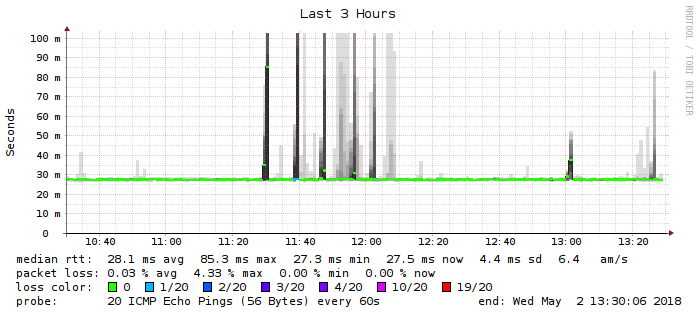 Last 3 Hours
RRDTOOL / TOBI OETIKER
Seconds
100 m
90 m
80 m
70 m
60 m
50 m
40 m
30 m
20 m
10 m
0
10:40 11:00 11:20 11:40 12:00 12:20 12:40 13:00 13:20
median rtt: 28.1 ms avg 85.3 ms max 27.3 ms min 27.5 ms now 4.4 ms sd 6.4 am/s
packet loss: 0.03 % avg 4.33 % max 0.00 % min 0.00 % now
loss color: 0 1/20 2/20 3/20 4/20 10/20 19/20
probe: 20 ICMP Echo Pings (56 Bytes) every 60s end: Wed May 2 13:30:06 2018